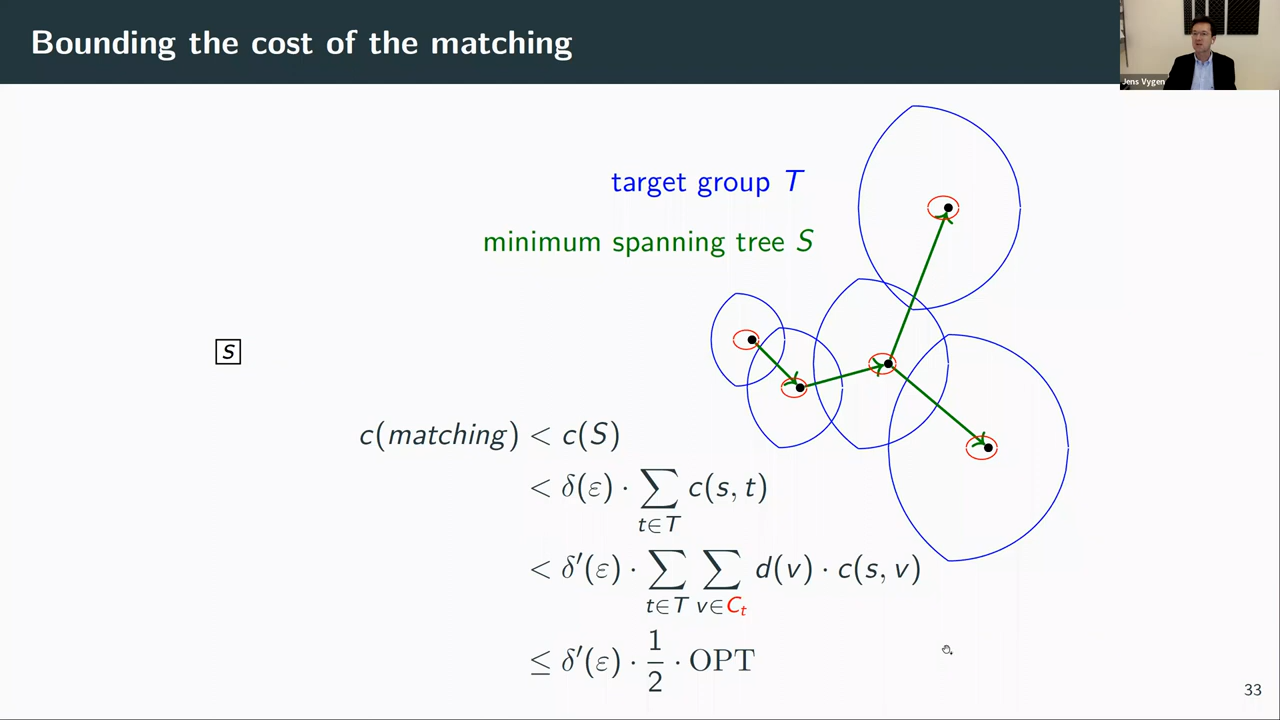 Bounding the cost of the matching
Jens Vygen
target group T
minimum spanning tree S
s
c(matching) < c(S)
< δ(ε) · ∑_{t∈T} c(s, t)
< δ′(ε) · ∑_{t∈T} ∑_{v∈C_t} d(v) · c(s, v)
≤ δ′(ε) · 1/2 · OPT
33